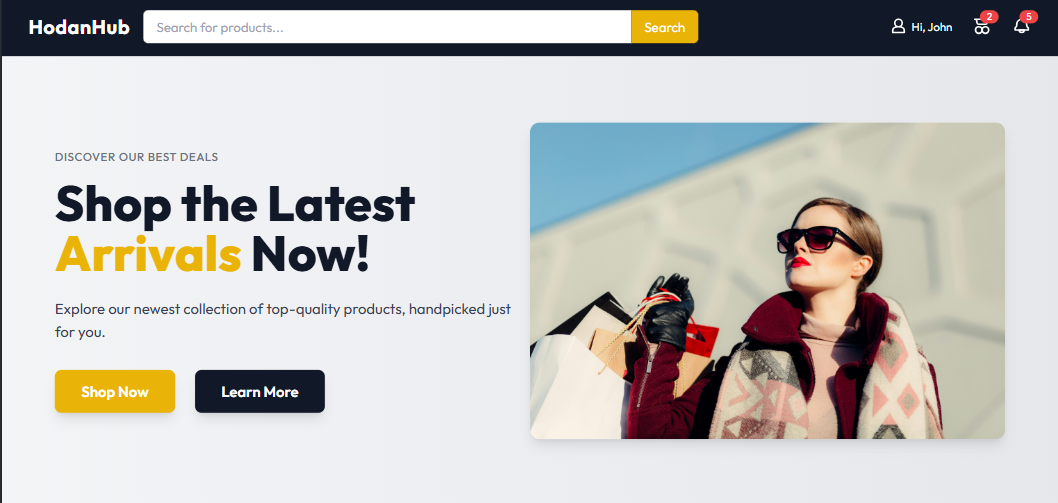 HodanHub
Search for products...
Search
Hi, John
2
5
DISCOVER OUR BEST DEALS
Shop the Latest
Arrivals Now!
Explore our newest collection of top-quality products, handpicked just
for you.
Shop Now
Learn More